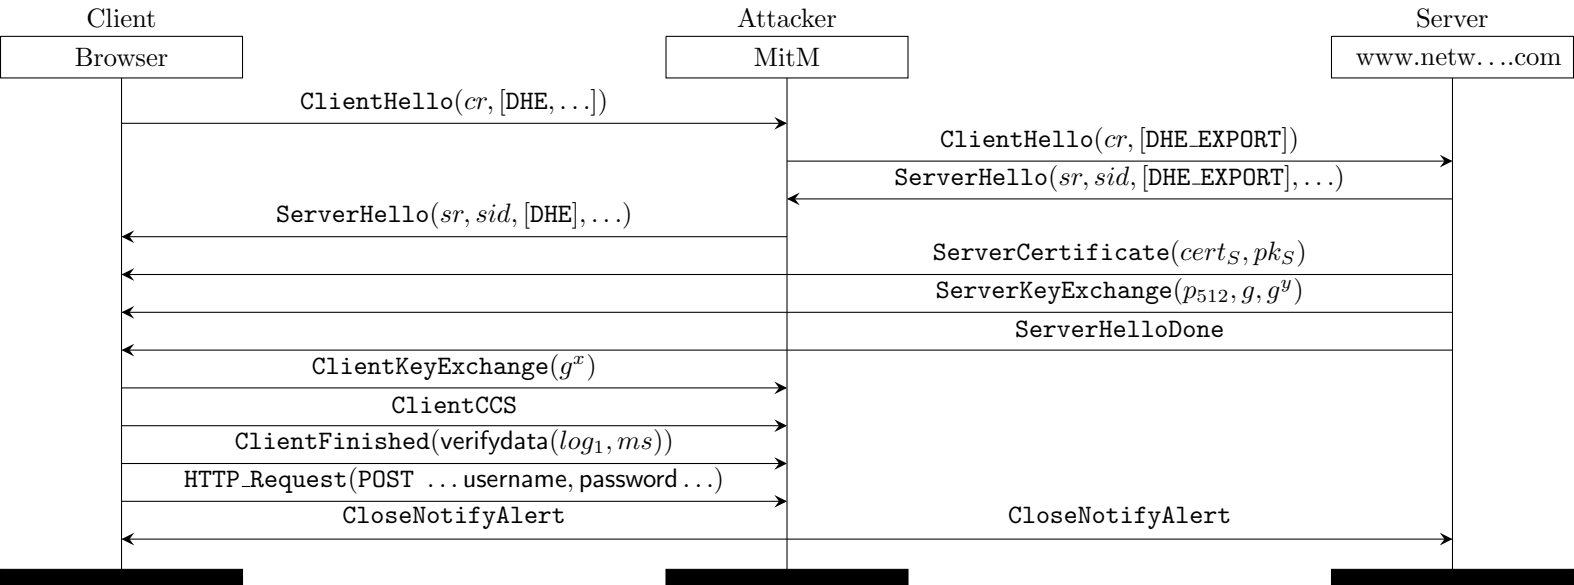 Client Attacker Server
Browser MitM www.netw. . . .com
ClientHello(cr, [DHE, . . .])
ClientHello(cr, [DHE_EXPORT])
ServerHello(sr, sid, [DHE_EXPORT], . . .)
ServerHello(sr, sid, [DHE], . . .)
ServerCertificate(cert_S, pk_S)
ServerKeyExchange(p_512, g, g^y)
ServerHelloDone
ClientKeyExchange(g^x)
ClientCCS
ClientFinished(verifydata(log_1, ms))
HTTP_Request(POST . . . username, password . . .)
CloseNotifyAlert CloseNotifyAlert